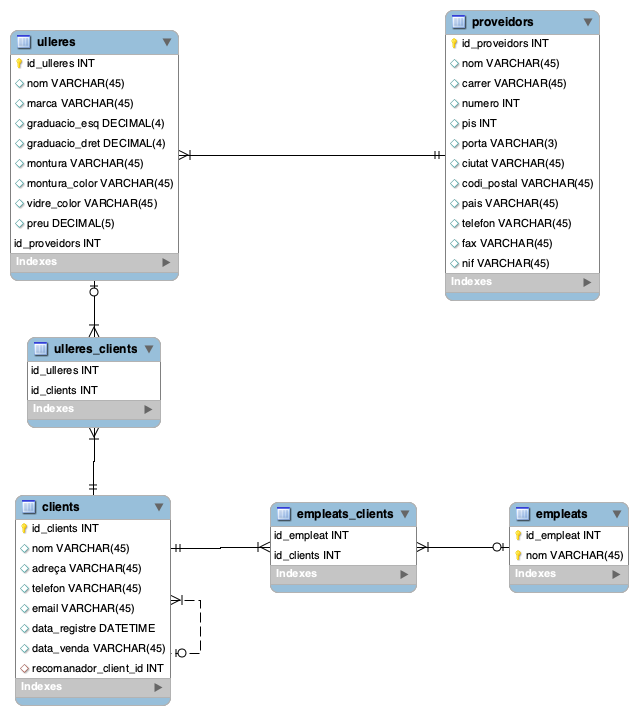 ulleres
id_ulleres INT
nom VARCHAR(45)
marca VARCHAR(45)
graduacio_esq DECIMAL(4)
graduacio_dret DECIMAL(4)
montura VARCHAR(45)
montura_color VARCHAR(45)
vidre_color VARCHAR(45)
preu DECIMAL(5)
id_proveidors INT
Indexes
proveidors
id_proveidors INT
nom VARCHAR(45)
carrer VARCHAR(45)
numero INT
pis INT
porta VARCHAR(3)
ciutat VARCHAR(45)
codi_postal VARCHAR(45)
pais VARCHAR(45)
telefon VARCHAR(45)
fax VARCHAR(45)
nif VARCHAR(45)
Indexes
ulleres_clients
id_ulleres INT
id_clients INT
Indexes
clients
id_clients INT
nom VARCHAR(45)
adreça VARCHAR(45)
telefon VARCHAR(45)
email VARCHAR(45)
data_registre DATETIME
data_venda VARCHAR(45)
recomanador_client_id INT
Indexes
empleats_clients
id_empleat INT
id_clients INT
Indexes
empleats
id_empleat INT
nom VARCHAR(45)
Indexes